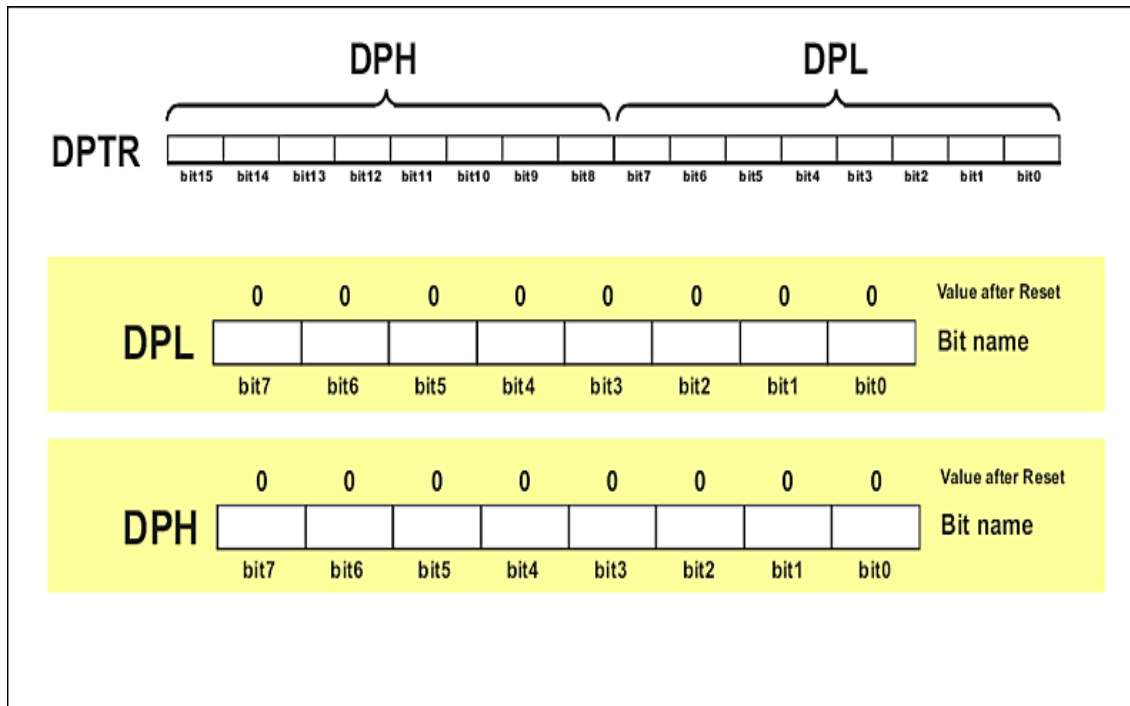 DPH DPL
DPTR
bit15 bit14 bit13 bit12 bit11 bit10 bit9 bit8 bit7 bit6 bit5 bit4 bit3 bit2 bit1 bit0
0 0 0 0 0 0 0 0 Value after Reset
DPL Bit name
bit7 bit6 bit5 bit4 bit3 bit2 bit1 bit0
0 0 0 0 0 0 0 0 Value after Reset
DPH Bit name
bit7 bit6 bit5 bit4 bit3 bit2 bit1 bit0